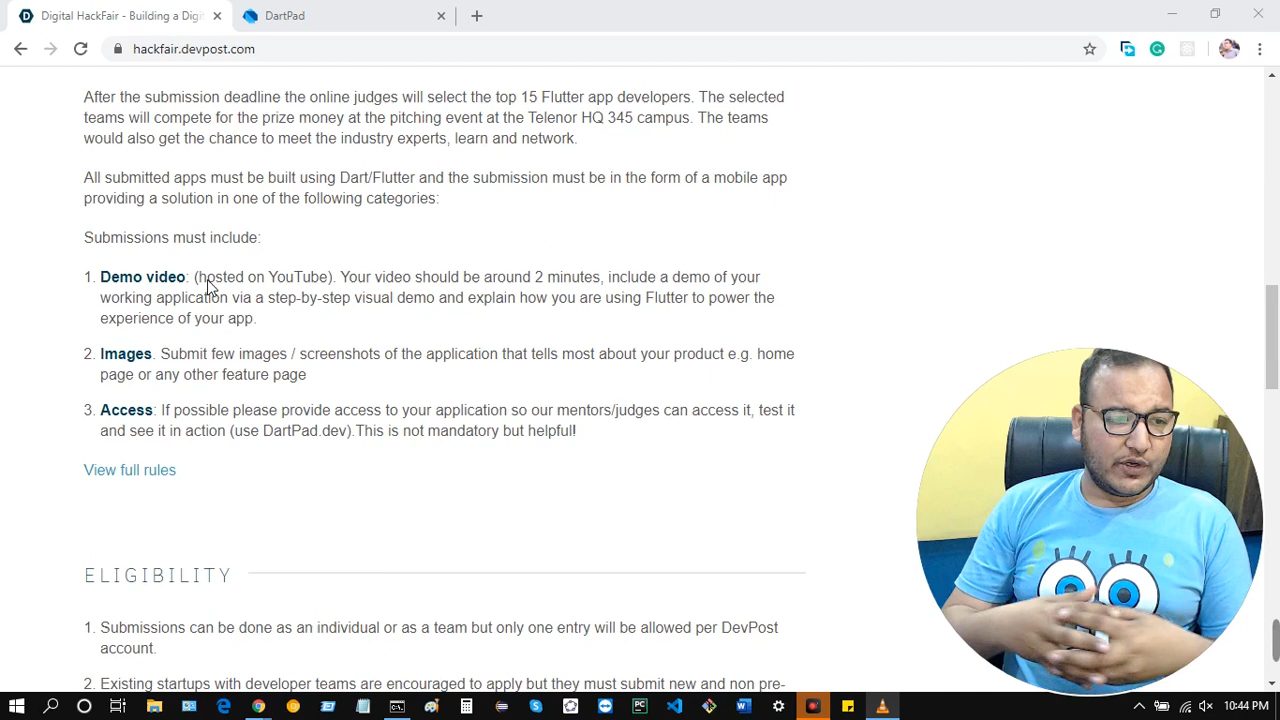 Digital HackFair - Building a Digi
DartPad
hackfair.devpost.com
After the submission deadline the online judges will select the top 15 Flutter app developers. The selected
teams will compete for the prize money at the pitching event at the Telenor HQ 345 campus. The teams
would also get the chance to meet the industry experts, learn and network.
All submitted apps must be built using Dart/Flutter and the submission must be in the form of a mobile app
providing a solution in one of the following categories:
Submissions must include:
1. Demo video: (hosted on YouTube). Your video should be around 2 minutes, include a demo of your
working application via a step-by-step visual demo and explain how you are using Flutter to power the
experience of your app.
2. Images. Submit few images / screenshots of the application that tells most about your product e.g. home
page or any other feature page
3. Access: If possible please provide access to your application so our mentors/judges can access it, test it
and see it in action (use DartPad.dev).This is not mandatory but helpful!
View full rules
ELIGIBILITY
1. Submissions can be done as an individual or as a team but only one entry will be allowed per DevPost
account.
2. Existing startups with developer teams are encouraged to apply but they must submit new and non pre-
10:44 PM